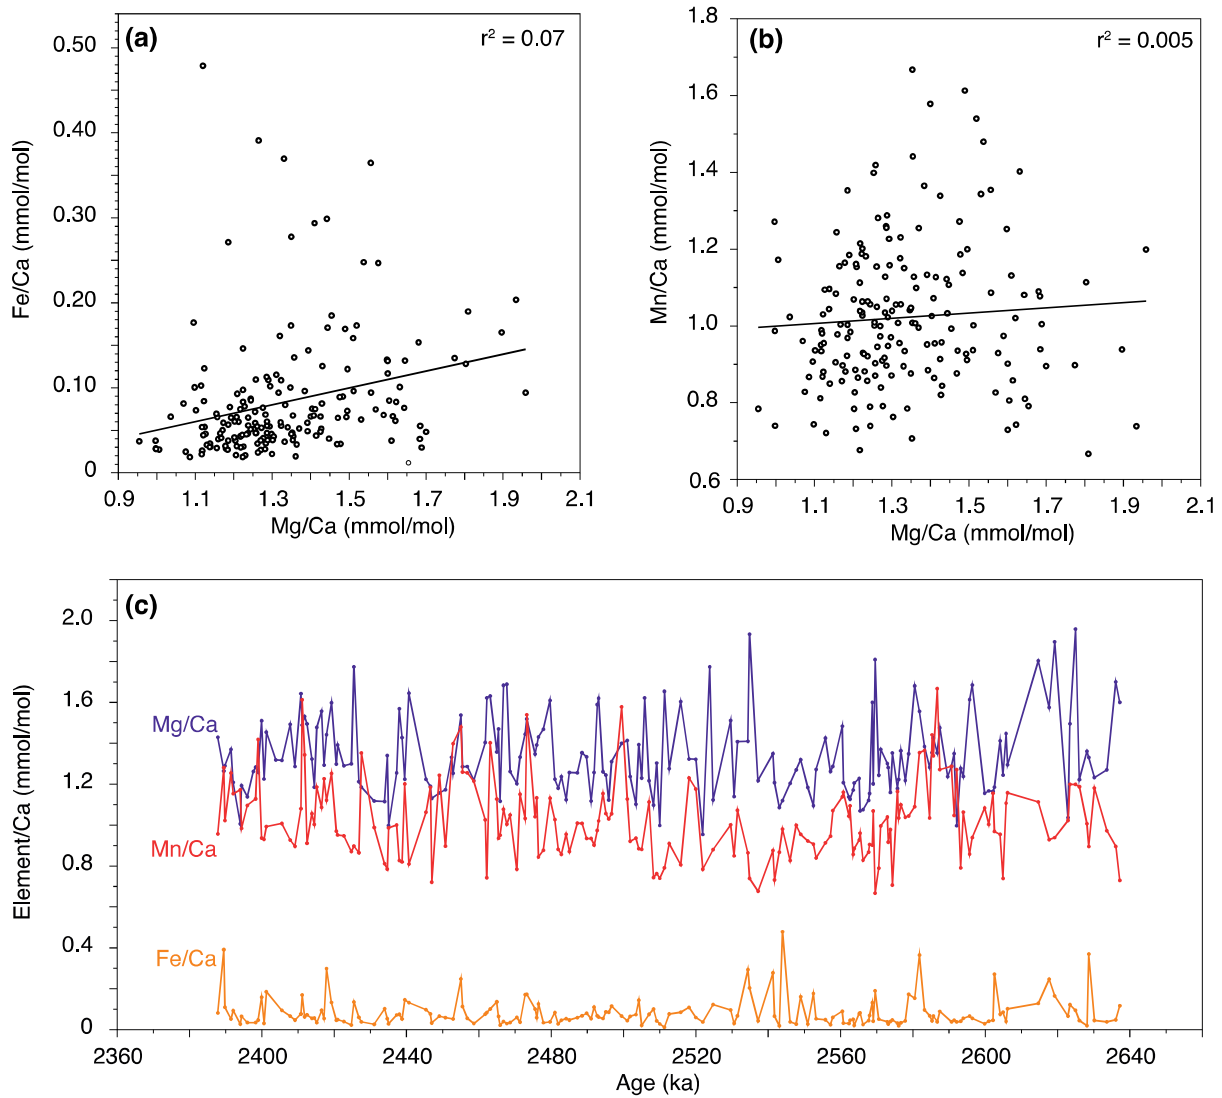 (a)
r² = 0.07
Fe/Ca (mmol/mol)
0.50
0.40
0.30
0.20
0.10
0
0.9 1.1 1.3 1.5 1.7 1.9 2.1
Mg/Ca (mmol/mol)
(b)
r² = 0.005
Mn/Ca (mmol/mol)
1.8
1.6
1.4
1.2
1.0
0.8
0.6
0.9 1.1 1.3 1.5 1.7 1.9 2.1
Mg/Ca (mmol/mol)
(c)
Element/Ca (mmol/mol)
2.0
1.6
1.2
0.8
0.4
0
Mg/Ca
Mn/Ca
Fe/Ca
2360 2400 2440 2480 2520 2560 2600 2640
Age (ka)